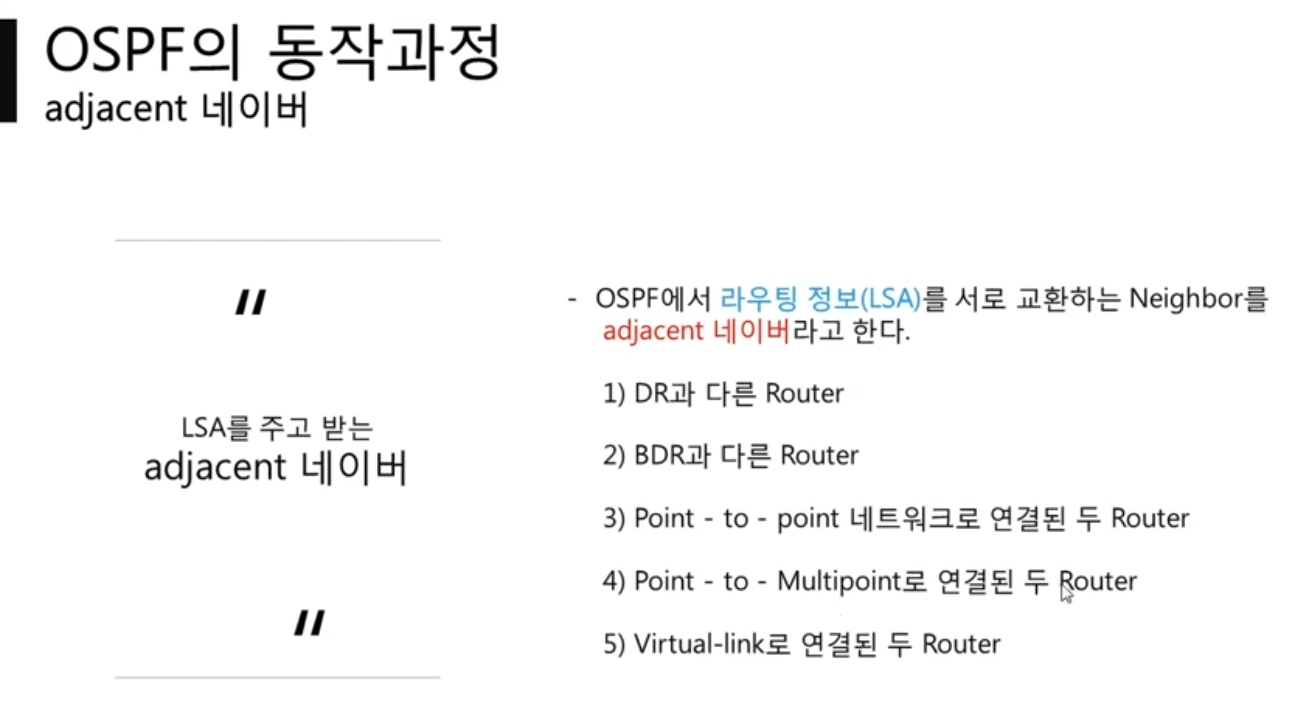 OSPF의 동작과정
adjacent 네이버
"
LSA를 주고 받는
adjacent 네이버
"
- OSPF에서 라우팅 정보(LSA)를 서로 교환하는 Neighbor를
adjacent 네이버라고 한다.
1) DR과 다른 Router
2) BDR과 다른 Router
3) Point - to - point 네트워크로 연결된 두 Router
4) Point - to - Multipoint로 연결된 두 Router
5) Virtual-link로 연결된 두 Router